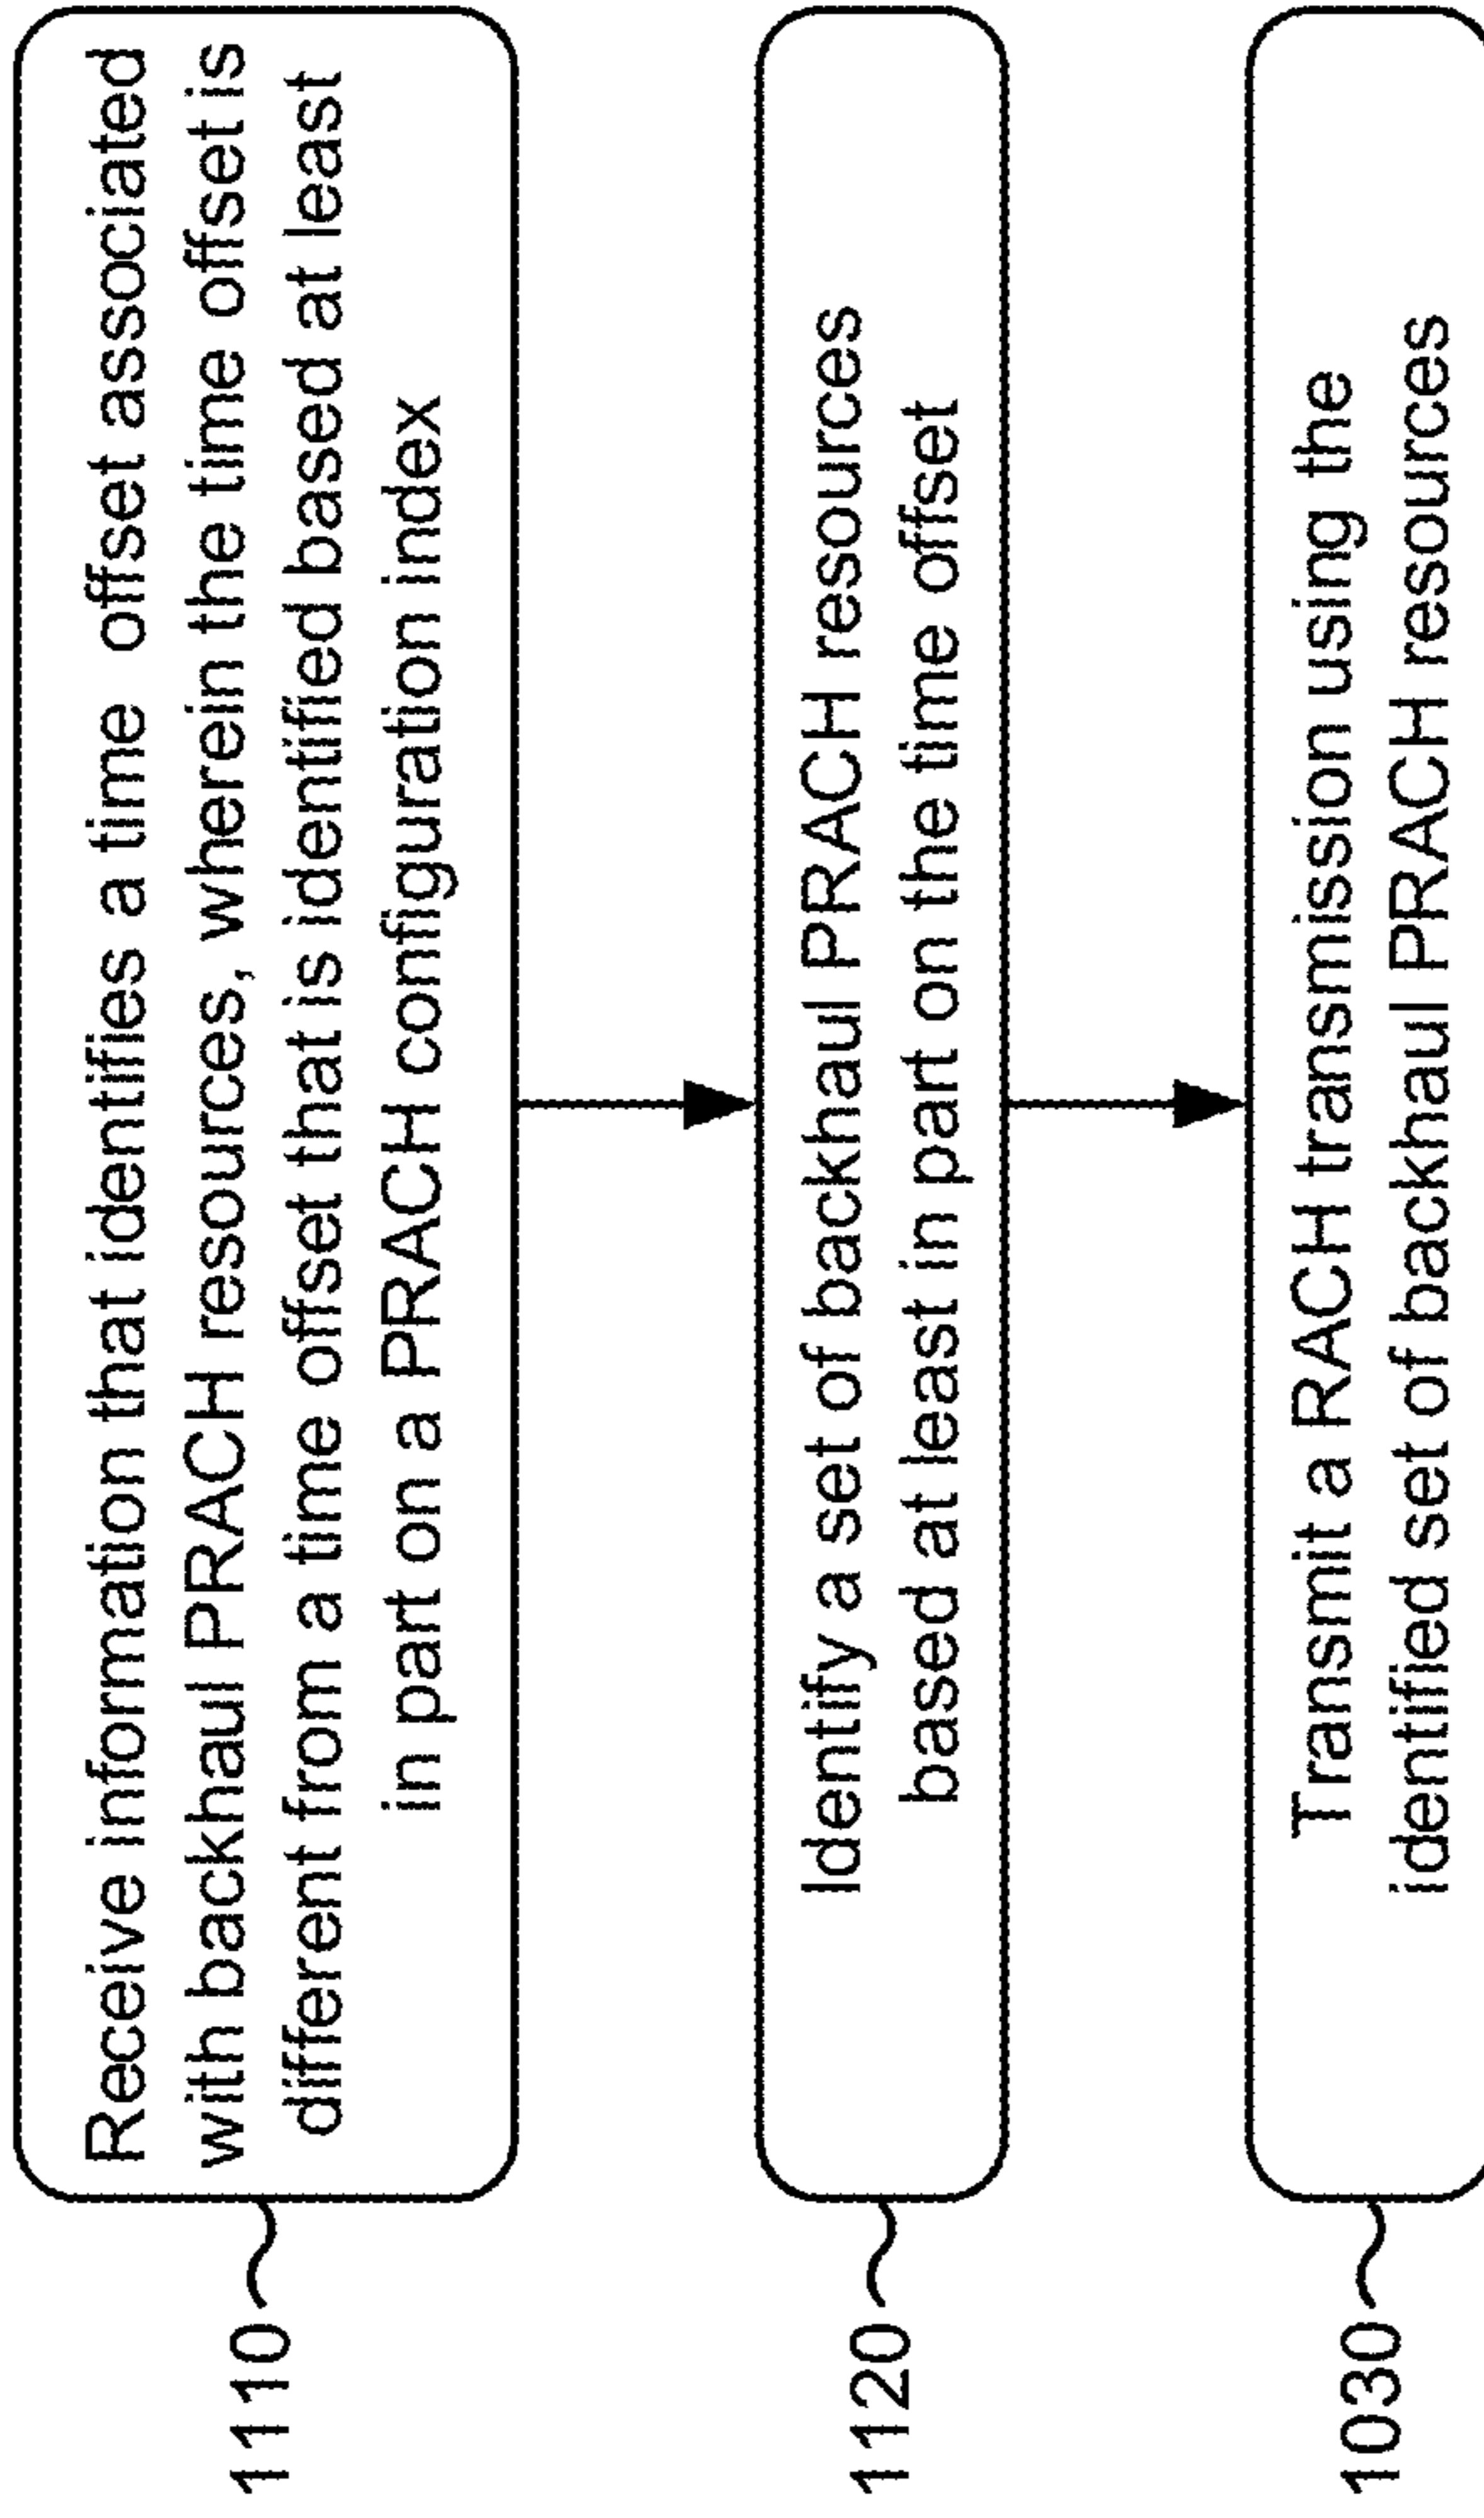 1110
Receive information that identifies a time offset associated
with backhaul PRACH resources, wherein the time offset is
different from a time offset that is identified based at least
in part on a PRACH configuration index
1120
Identify a set of backhaul PRACH resources
based at least in part on the time offset
1030
Transmit a RACH transmission using the
identified set of backhaul PRACH resources